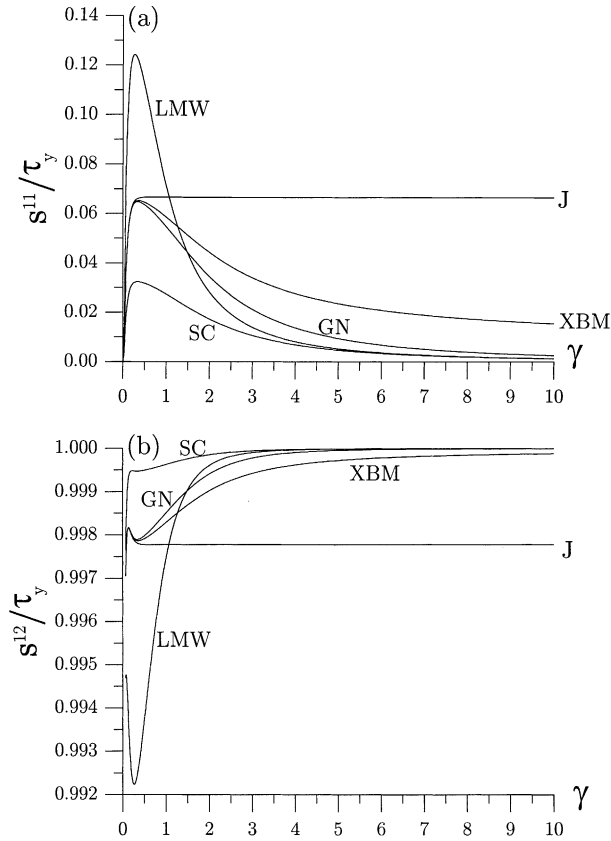 (a)
0.14
0.12
0.10
0.08
0.06
0.04
0.02
0.00
s¹¹/τ_y
LMW
J
XBM
GN
SC
γ
0 1 2 3 4 5 6 7 8 9 10
(b)
1.000
0.999
0.998
0.997
0.996
0.995
0.994
0.993
0.992
s¹²/τ_y
SC
GN
XBM
J
LMW
γ
0 1 2 3 4 5 6 7 8 9 10